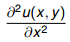 ∂²u(x, y)
∂x²